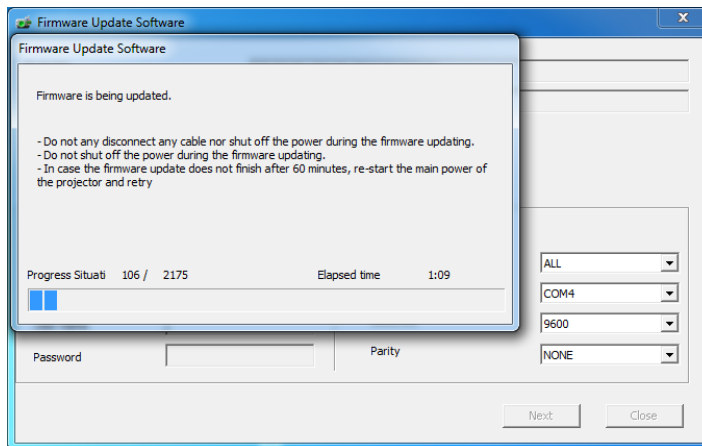 Firmware Update Software
X
Firmware Update Software
Firmware is being updated.
- Do not any disconnect any cable nor shut off the power during the firmware updating.
- Do not shut off the power during the firmware updating.
- In case the firmware update does not finish after 60 minutes, re-start the main power of
the projector and retry
Progress Situati 106 / 2175 Elapsed time 1:09
ALL
COM4
9600
Password Parity NONE
Next Close